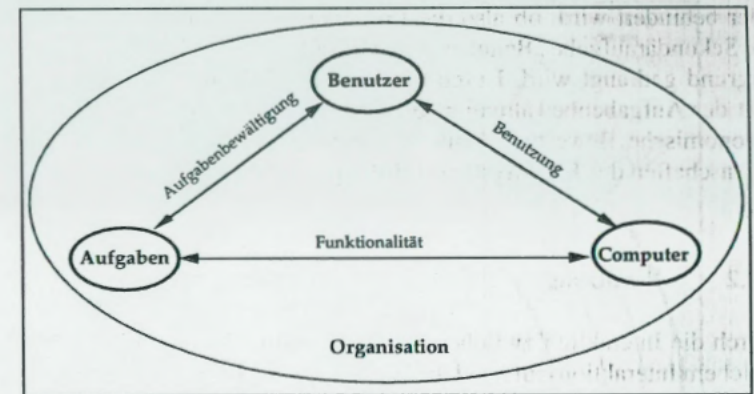 Benutzer
Aufgabenbewältigung
Benutzung
Aufgaben
Funktionalität
Computer
Organisation